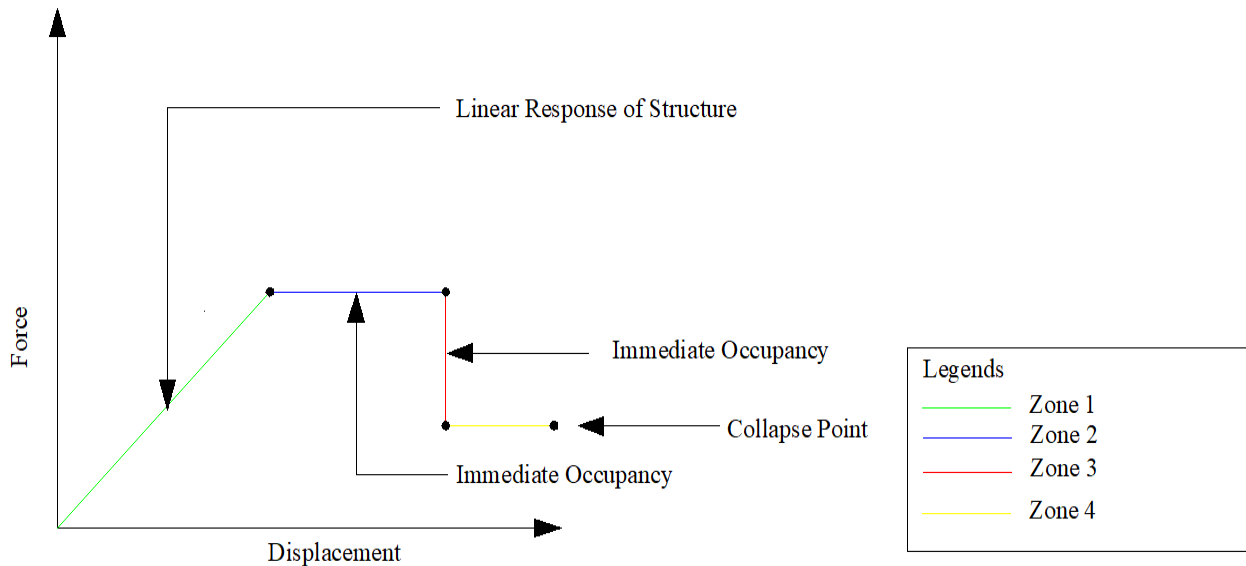 Linear Response of Structure
Force
Immediate Occupancy
Collapse Point
Immediate Occupancy
Displacement
Legends
Zone 1
Zone 2
Zone 3
Zone 4